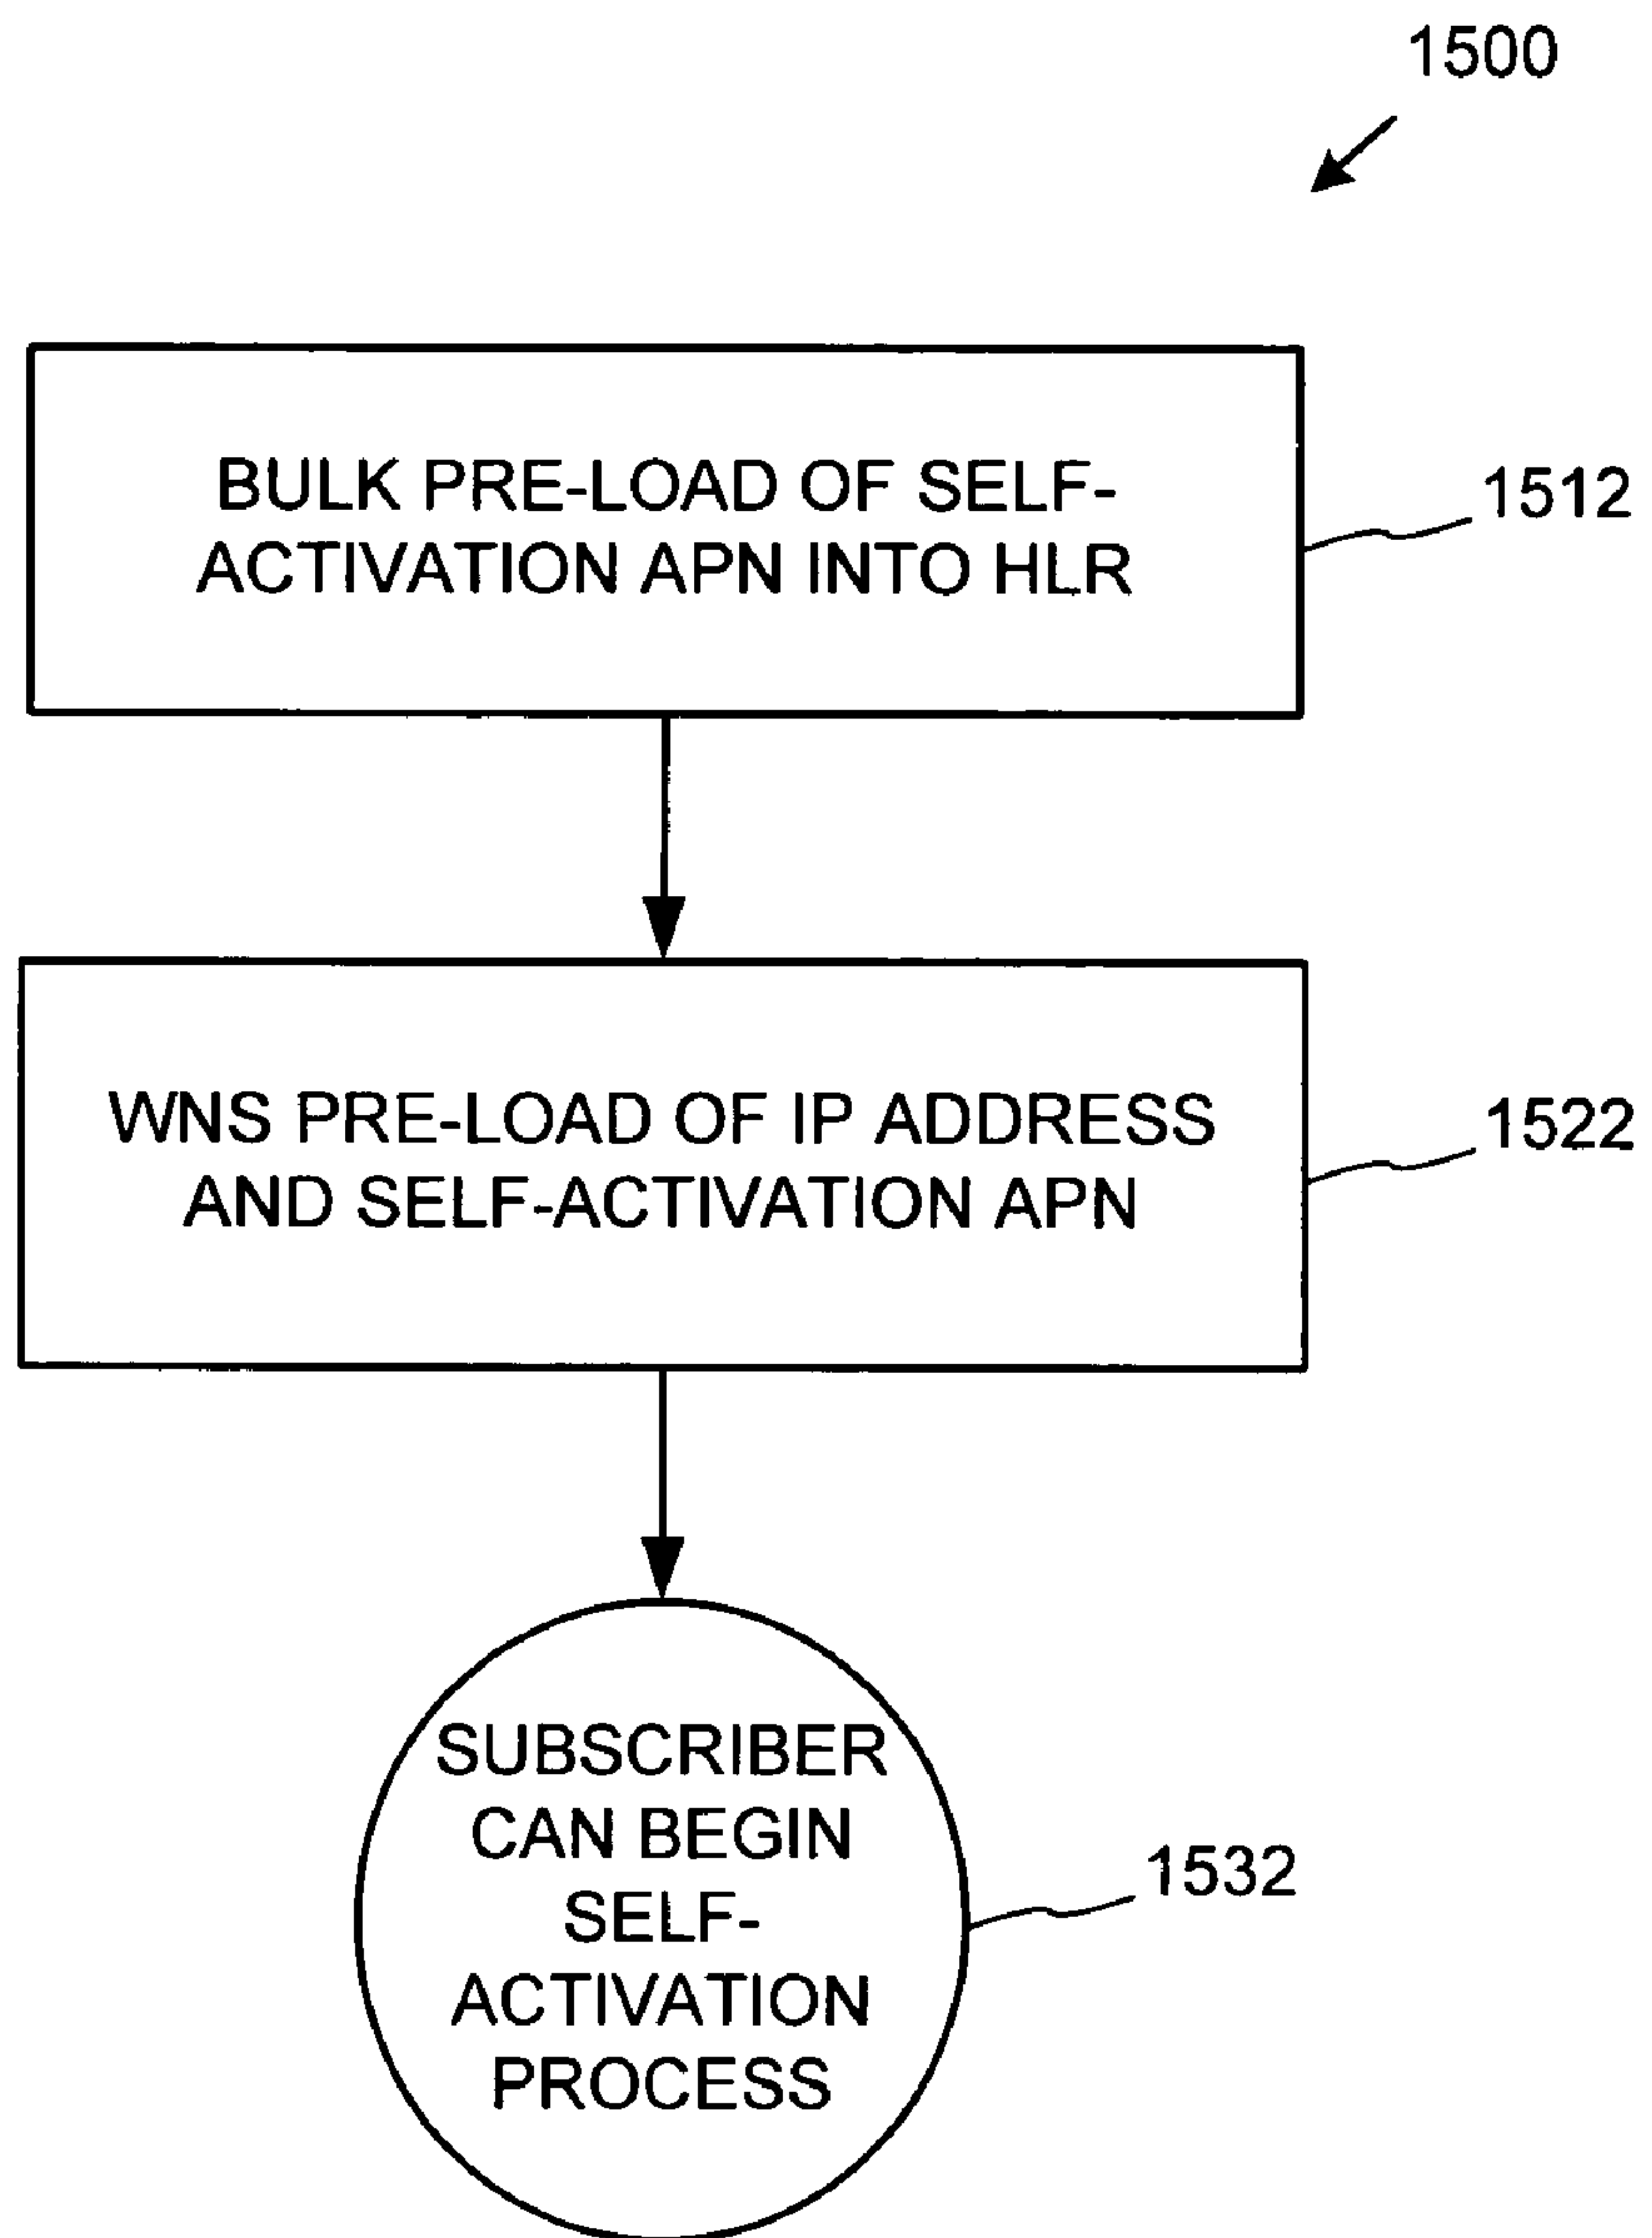 1500
BULK PRE-LOAD OF SELF-
ACTIVATION APN INTO HLR
1512
WNS PRE-LOAD OF IP ADDRESS
AND SELF-ACTIVATION APN
1522
SUBSCRIBER
CAN BEGIN
SELF-
ACTIVATION
PROCESS
1532